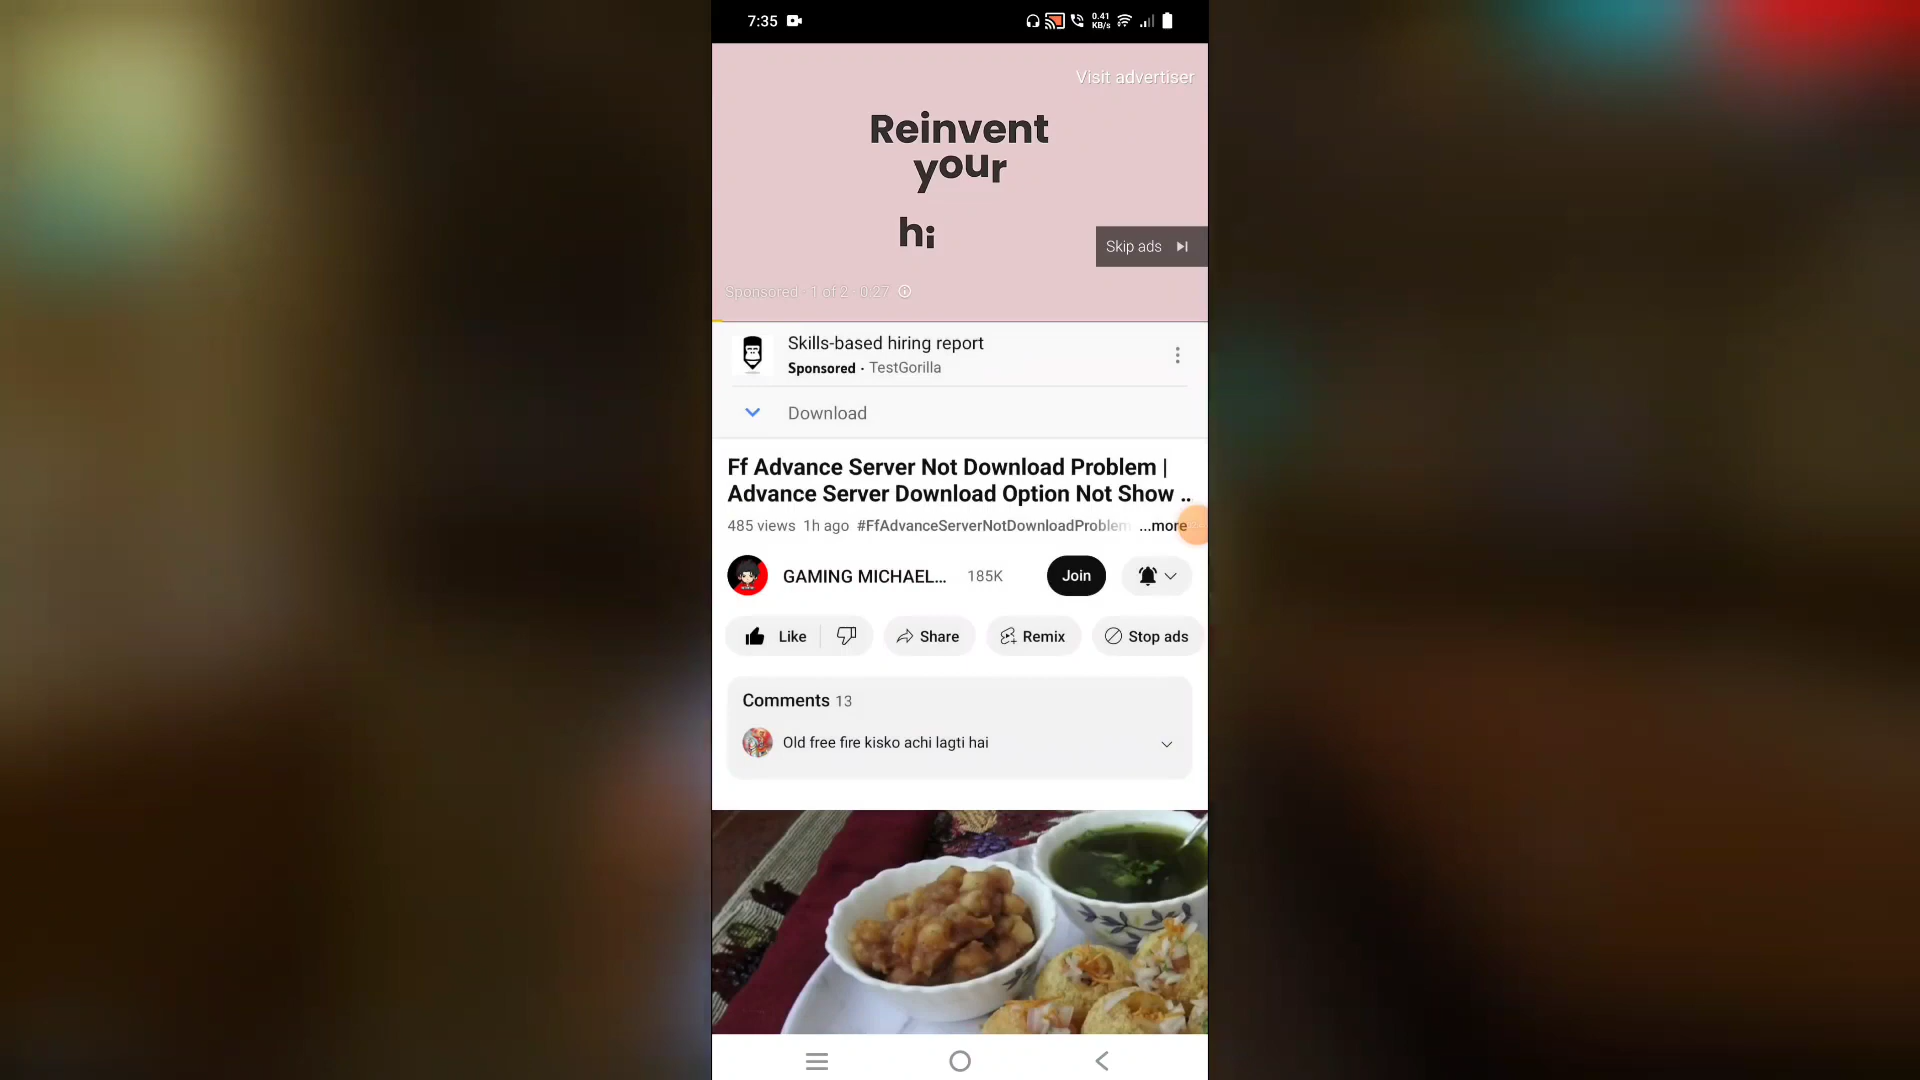 7:35
0.41
KB/s
Visit advertiser
Reinvent
your
hi
Skip ads
Sponsored · 1 of 2 · 0:27
Skills-based hiring report
Sponsored · TestGorilla
Download
Ff Advance Server Not Download Problem |
Advance Server Download Option Not Show ..
485 views 1h ago #FfAdvanceServerNotDownloadProblem ...more
GAMING MICHAEL... 185K Join
Like Share Remix Stop ads
Comments 13
Old free fire kisko achi lagti hai